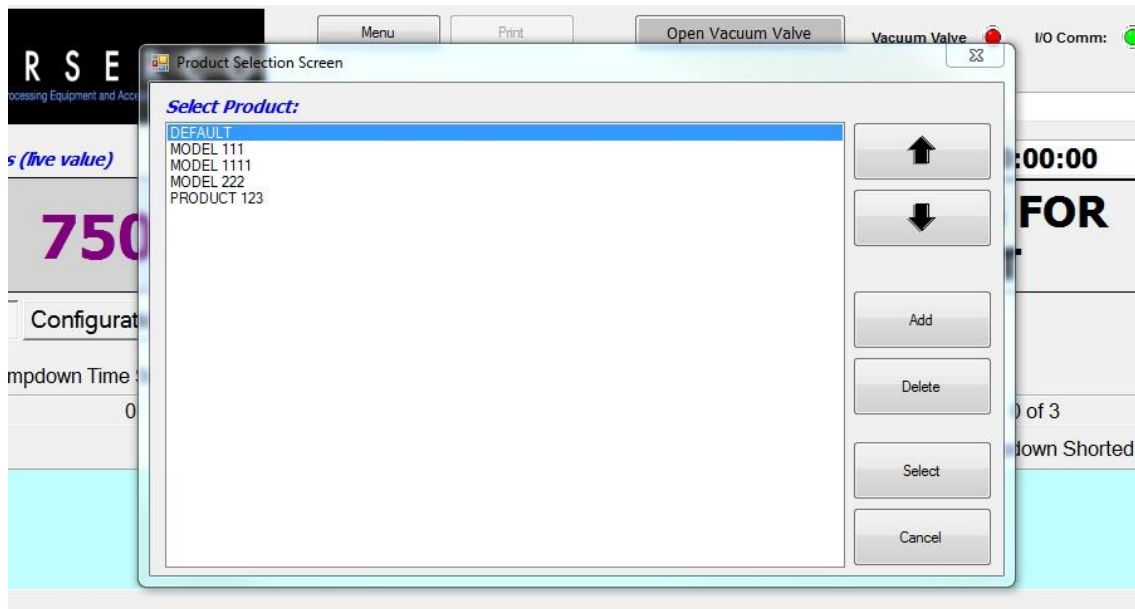 Menu
Print
Open Vacuum Valve
Vacuum Valve
I/O Comm:
R S E
ocessing Equipment and Acce
Product Selection Screen
Select Product:
DEFAULT
MODEL 111
MODEL 1111
MODEL 222
PRODUCT 123
Add
Delete
Select
Cancel
s (live value)
:00:00
750
FOR
Configurat
mpdown Time
0
of 3
down Shorted